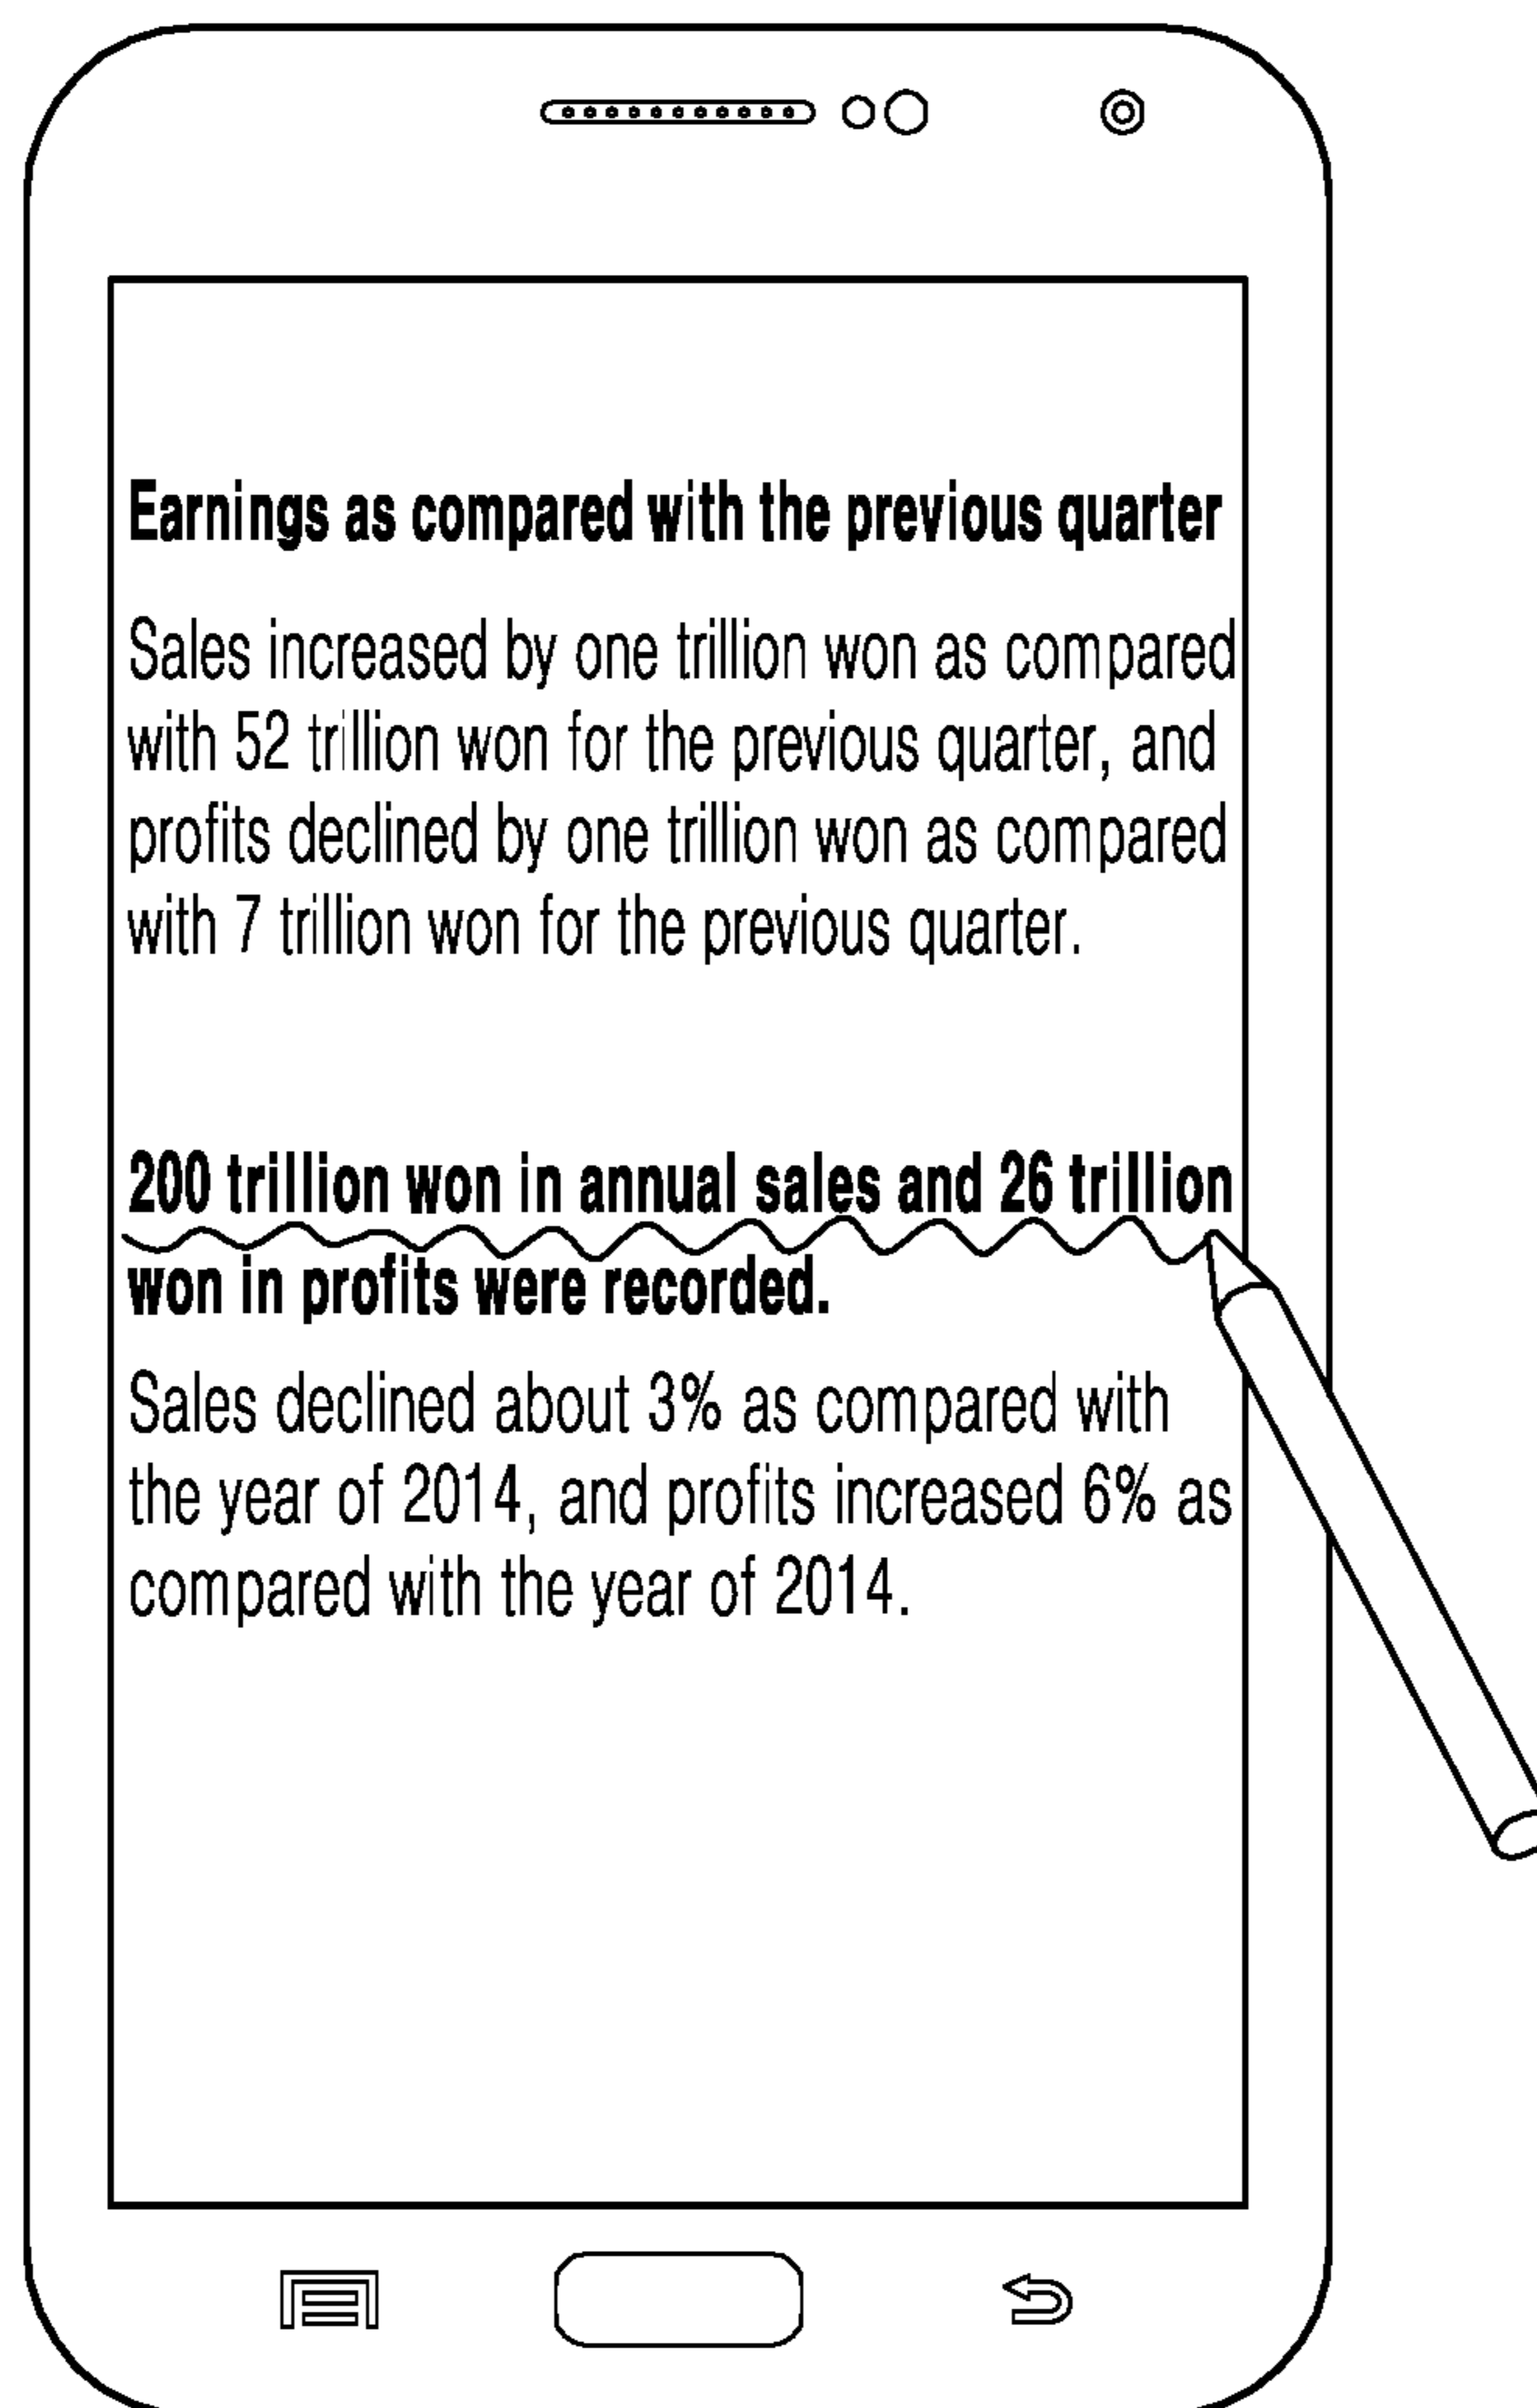 Earnings as compared with the previous quarter
Sales increased by one trillion won as compared
with 52 trillion won for the previous quarter, and
profits declined by one trillion won as compared
with 7 trillion won for the previous quarter.
200 trillion won in annual sales and 26 trillion
won in profits were recorded.
Sales declined about 3% as compared with
the year of 2014, and profits increased 6% as
compared with the year of 2014.